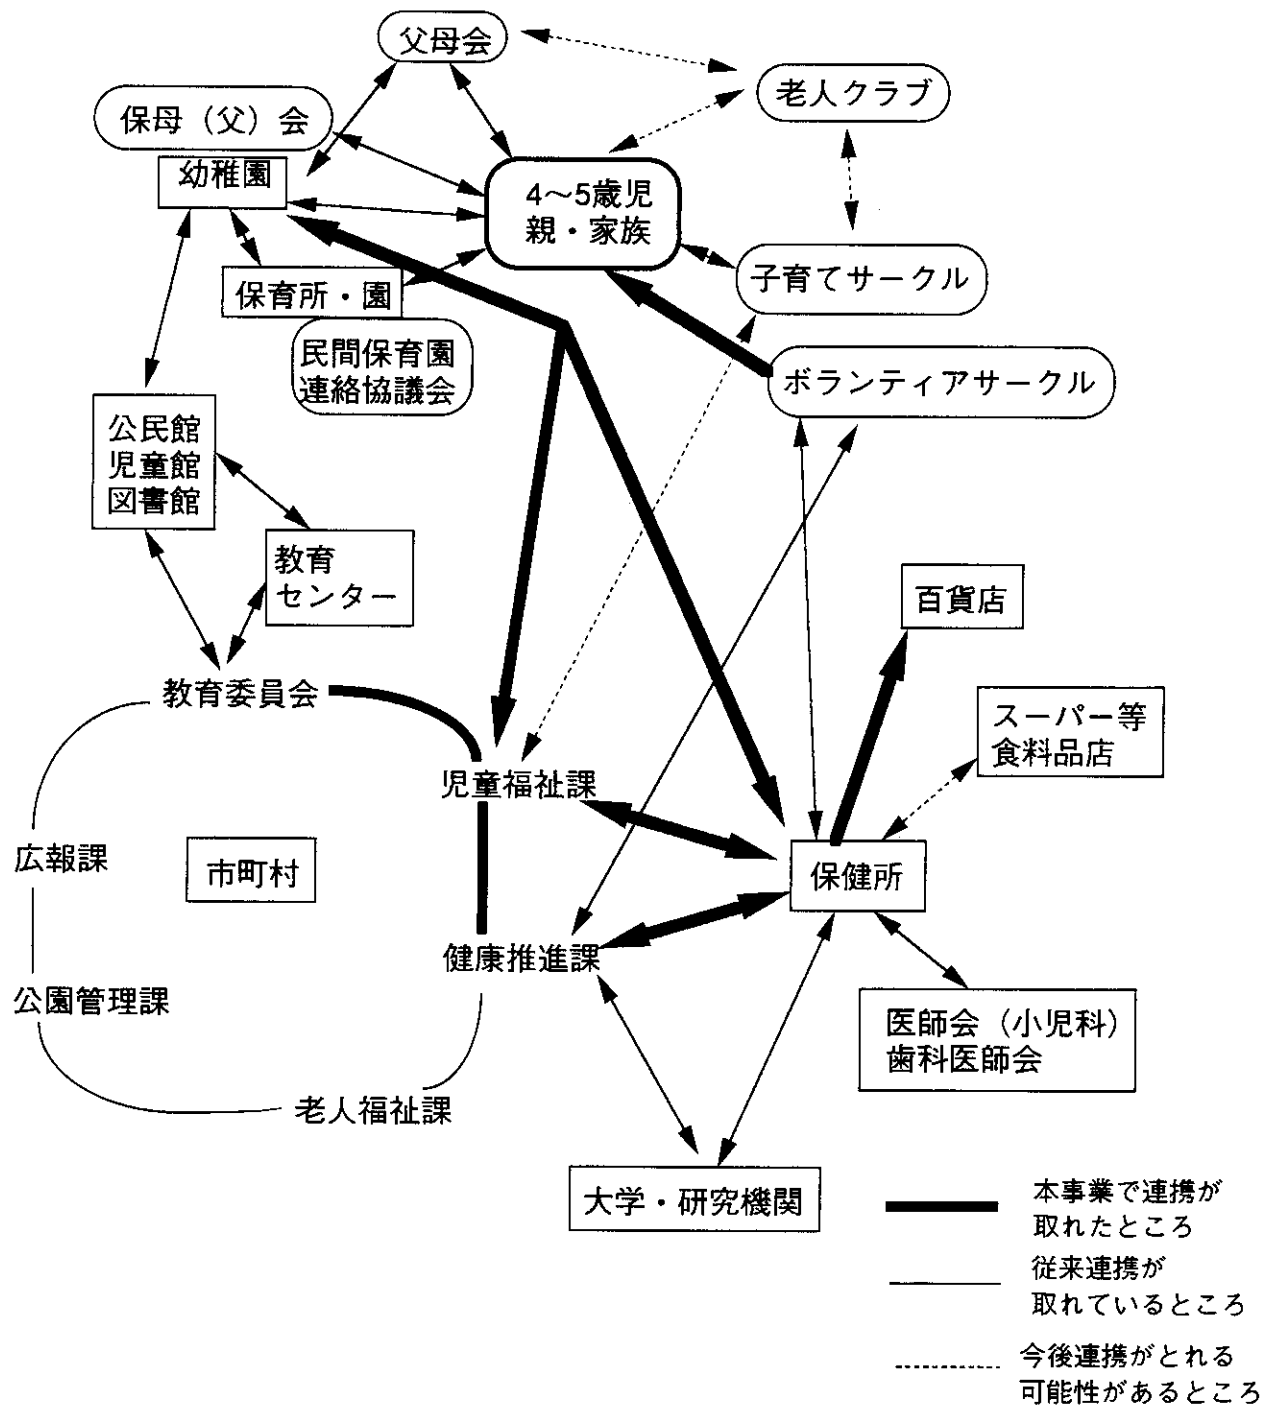 父母会
老人クラブ
保母（父）会
幼稚園
4〜5歳児
親・家族
子育てサークル
保育所・園
民間保育園
連絡協議会
ボランティアサークル
公民館
児童館
図書館
教育
センター
百貨店
教育委員会
スーパー等
食料品店
児童福祉課
広報課
市町村
保健所
健康推進課
公園管理課
医師会（小児科）
歯科医師会
老人福祉課
大学・研究機関
本事業で連携が
取れたところ
従来連携が
取れているところ
今後連携がとれる
可能性があるところ